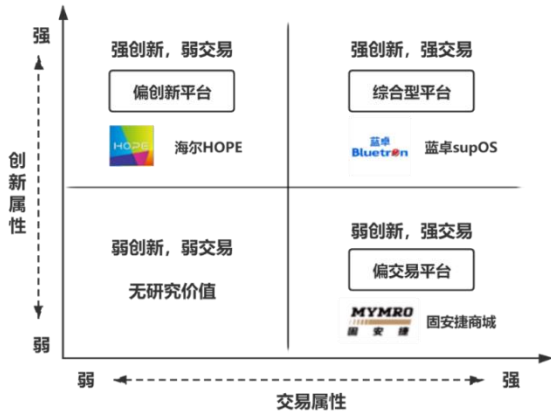 强
强创新，弱交易
强创新，强交易
偏创新平台
综合型平台
HOPE
海尔HOPE
蓝卓
Bluetron
蓝卓supOS
创新属性
弱创新，弱交易
无研究价值
弱创新，强交易
偏交易平台
MYMRO
固安捷
固安捷商城
弱
弱
强
交易属性